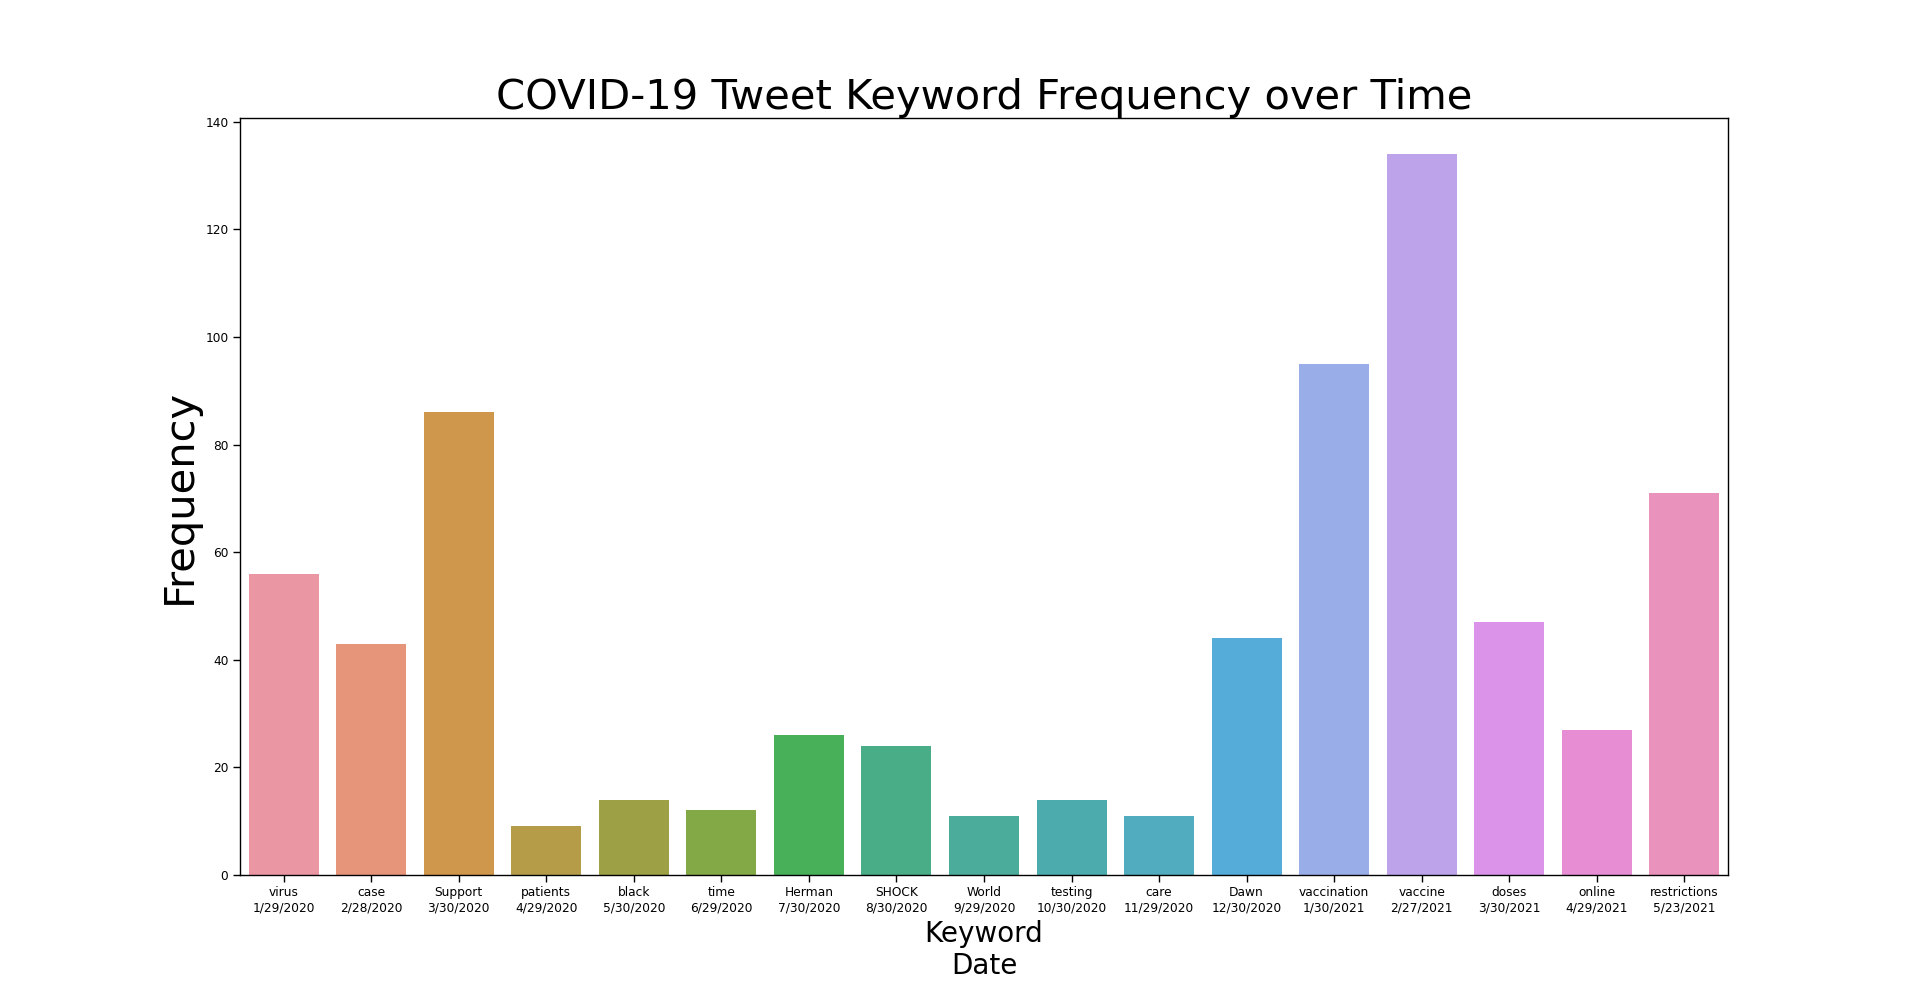 COVID-19 Tweet Keyword Frequency over Time
Frequency
140
120
100
80
60
40
20
0
virus case Support patients black time Herman SHOCK World testing care Dawn vaccination vaccine doses online restrictions
1/29/2020 2/28/2020 3/30/2020 4/29/2020 5/30/2020 6/29/2020 7/30/2020 8/30/2020 9/29/2020 10/30/2020 11/29/2020 12/30/2020 1/30/2021 2/27/2021 3/30/2021 4/29/2021 5/23/2021
Keyword
Date